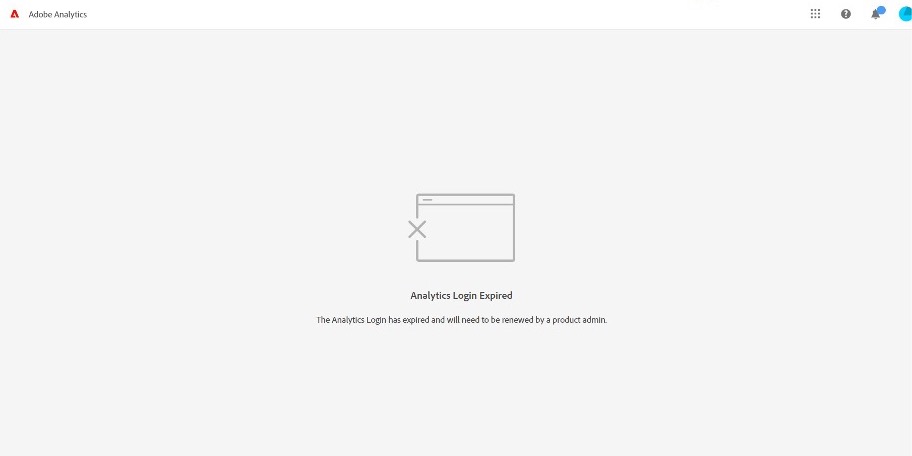 Adobe Analytics
Analytics Login Expired
The Analytics Login has expired and will need to be renewed by a product admin.